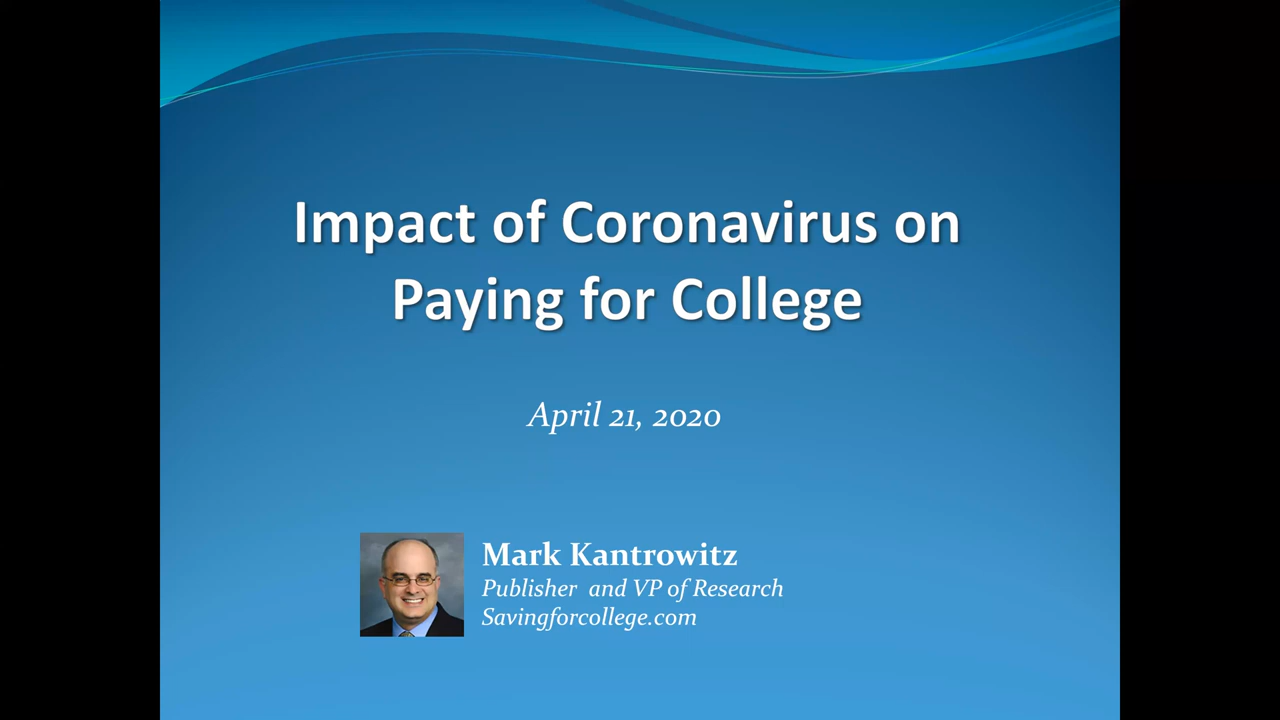 Impact of Coronavirus on
Paying for College
April 21, 2020
Mark Kantrowitz
Publisher and VP of Research
Savingforcollege.com